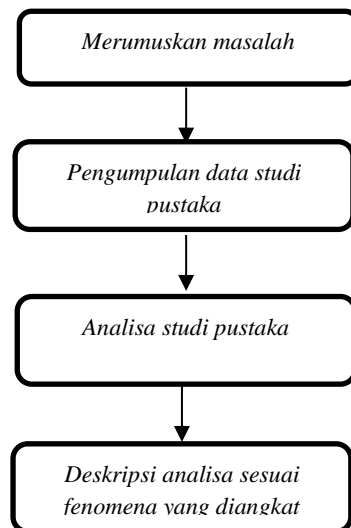 Merumuskan masalah
Pengumpulan data studi
pustaka
Analisa studi pustaka
Deskripsi analisa sesuai
fenomena yang diangkat